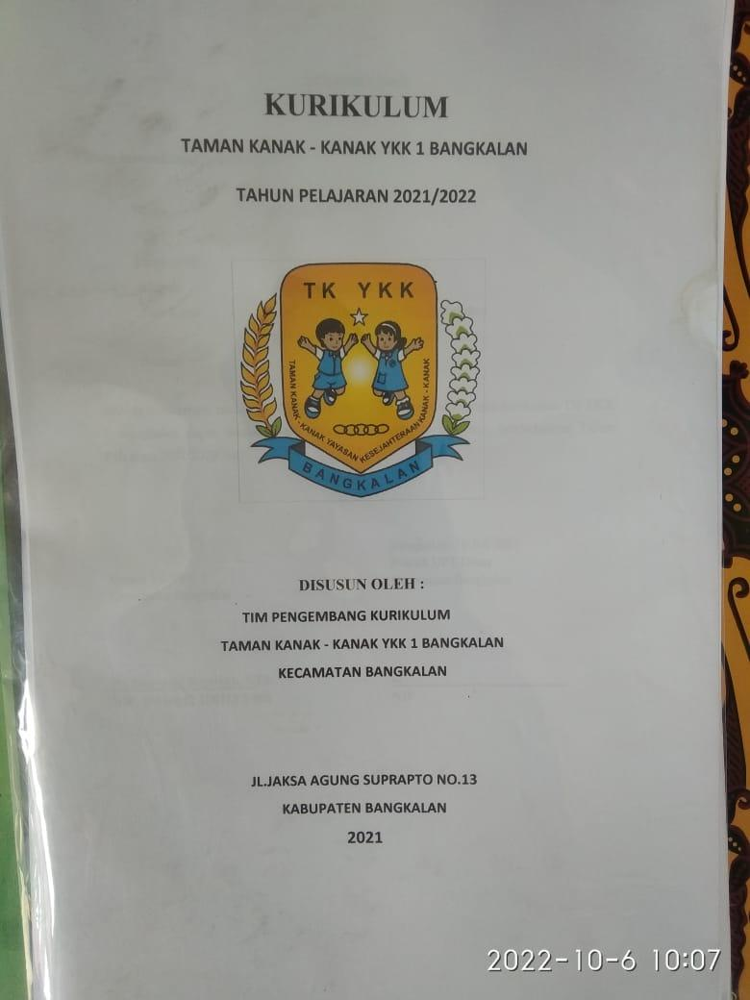 KURIKULUM
TAMAN KANAK - KANAK YKK 1 BANGKALAN
TAHUN PELAJARAN 2021/2022
TK YKK
TAMAN KANAK - KANAK YAYASAN KESEJAHTERAAN KANAK - KANAK
BANGKALAN
DISUSUN OLEH :
TIM PENGEMBANG KURIKULUM
TAMAN KANAK - KANAK YKK 1 BANGKALAN
KECAMATAN BANGKALAN
JL.JAKSA AGUNG SUPRAPTO NO.13
KABUPATEN BANGKALAN
2021
2022-10-6 10:07